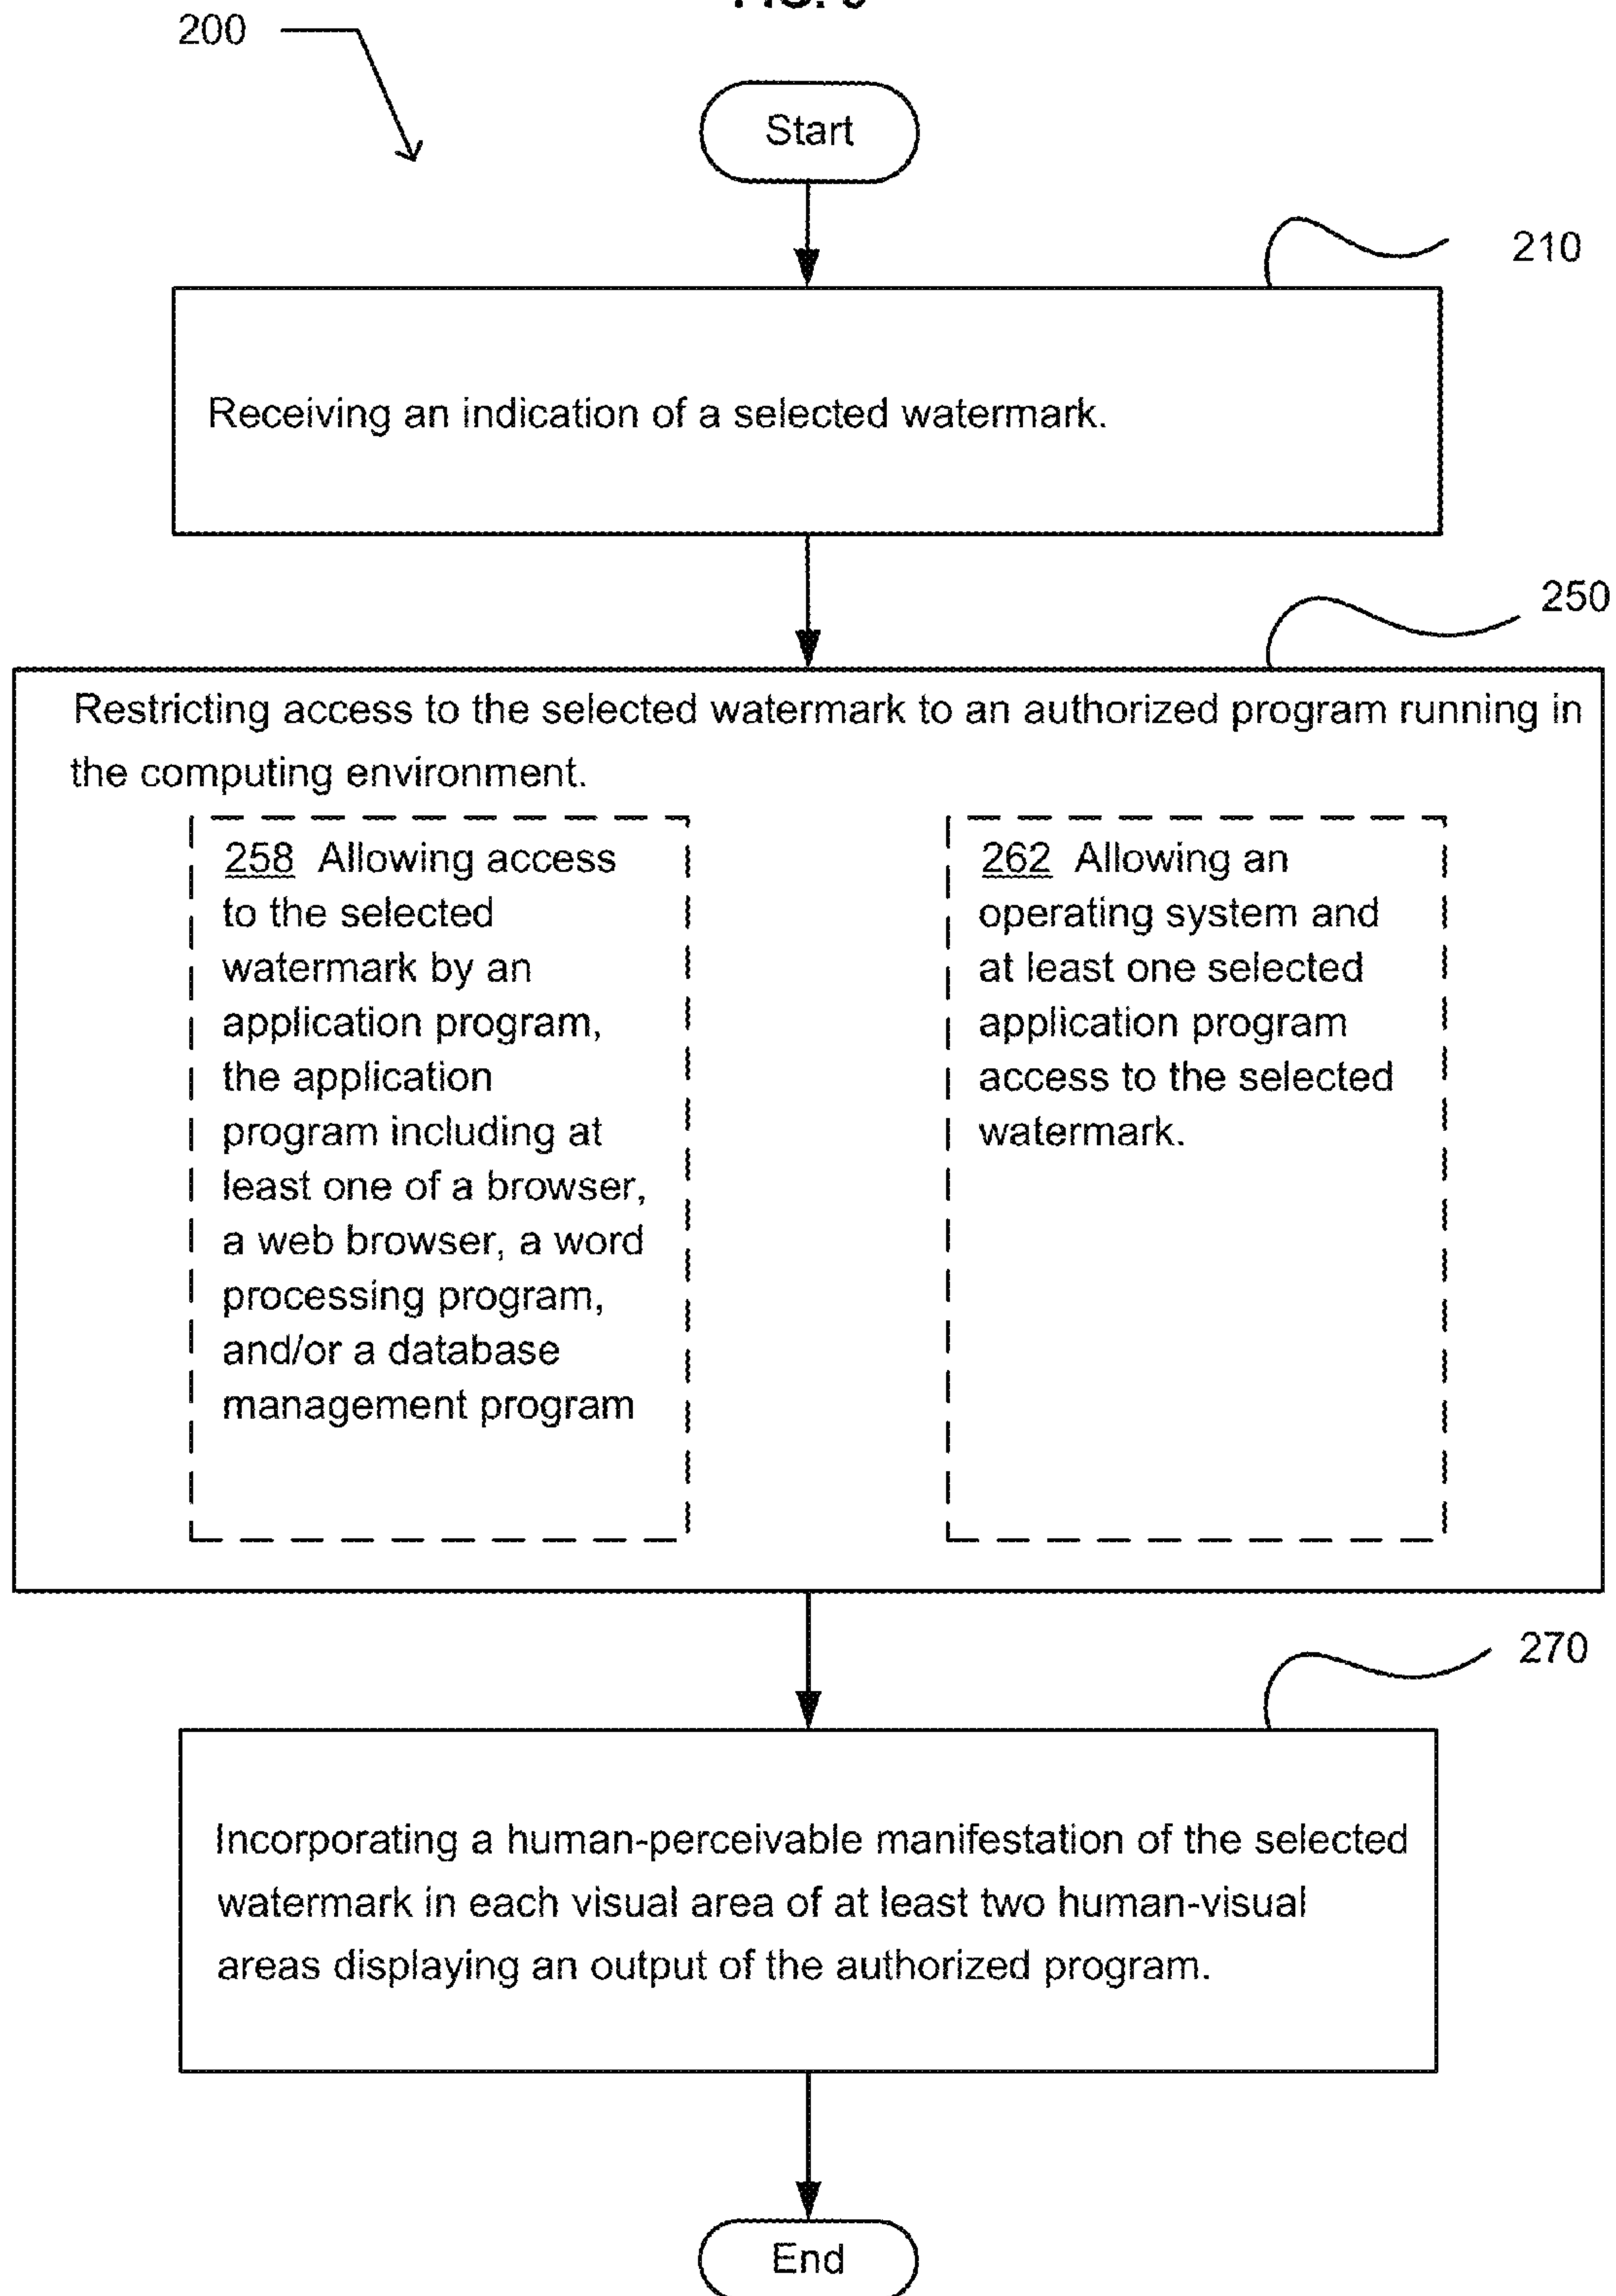 200
Start
210
Receiving an indication of a selected watermark.
250
Restricting access to the selected watermark to an authorized program running in
the computing environment.
258 Allowing access
to the selected
watermark by an
application program,
the application
program including at
least one of a browser,
a web browser, a word
processing program,
and/or a database
management program
262 Allowing an
operating system and
at least one selected
application program
access to the selected
watermark.
270
Incorporating a human-perceivable manifestation of the selected
watermark in each visual area of at least two human-visual
areas displaying an output of the authorized program.
End